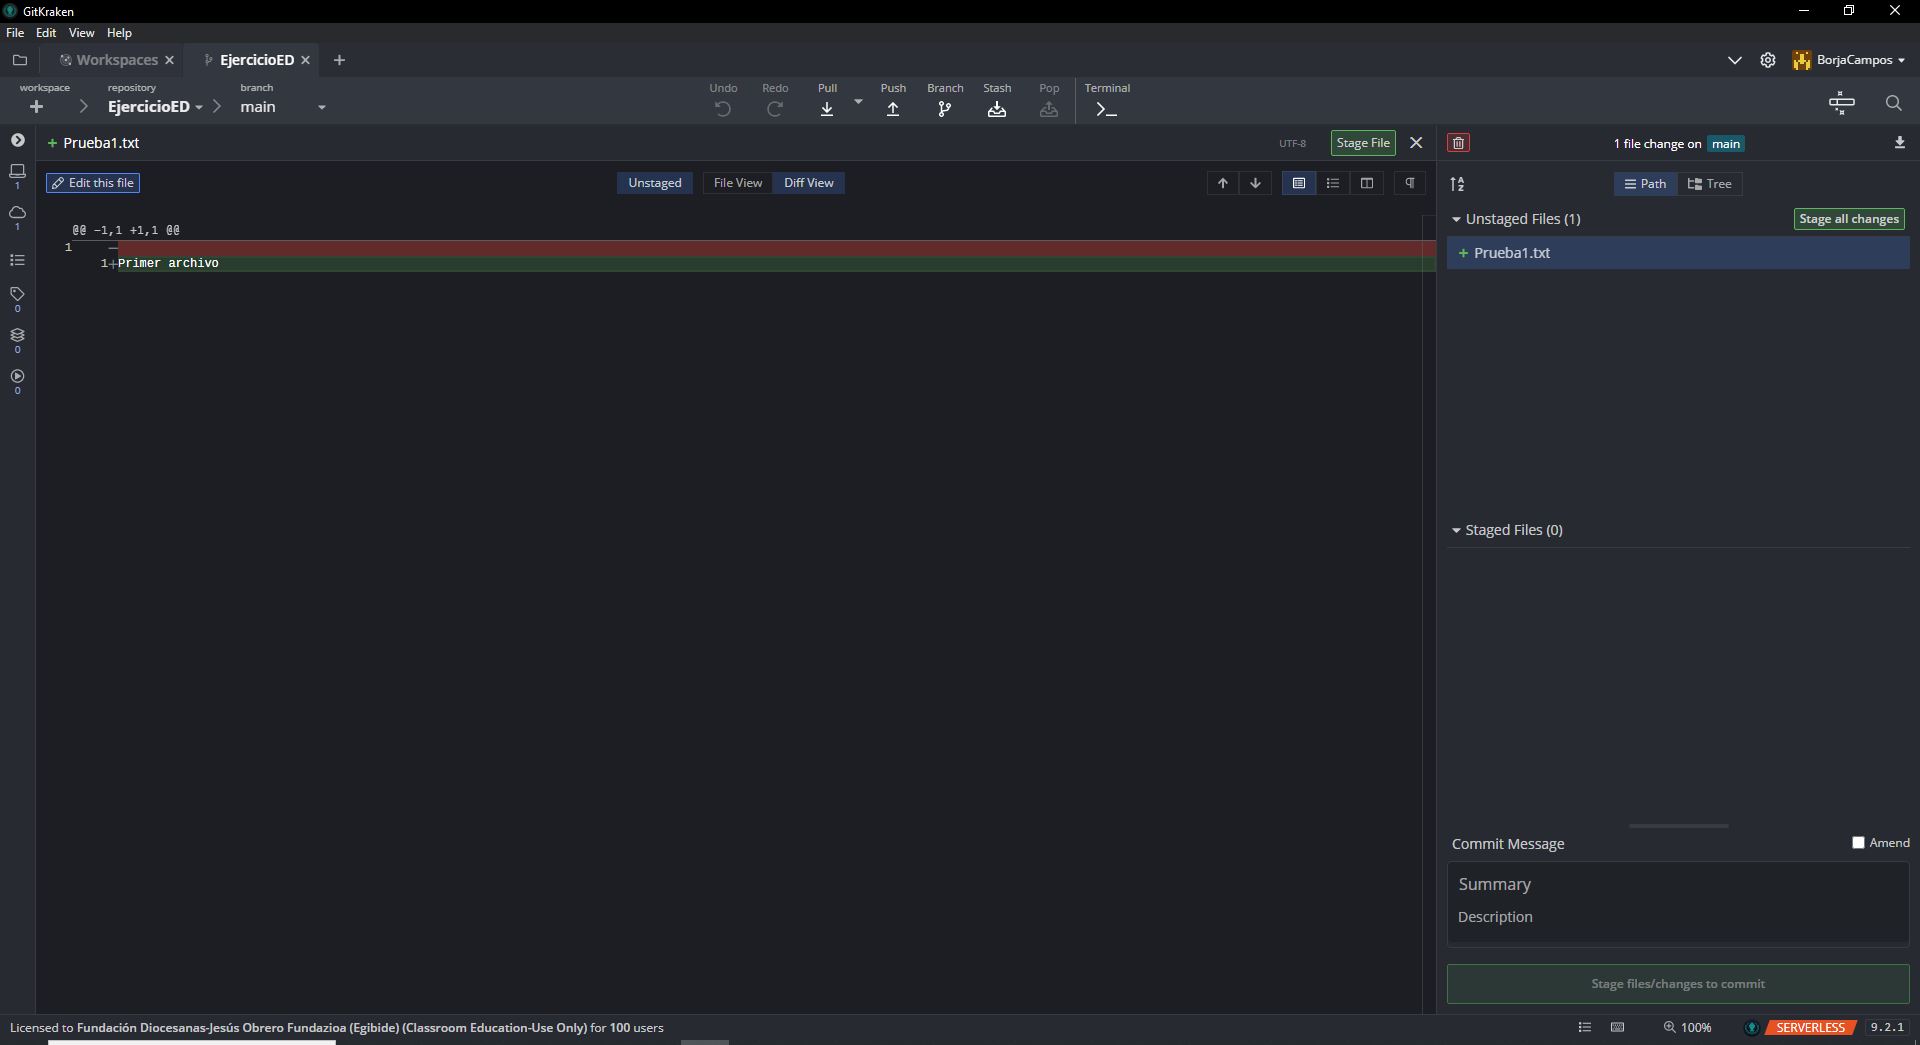 GitKraken
File Edit View Help
Workspaces EjercicioED
workspace repository branch
EjercicioED main
Undo Redo Pull Push Branch Stash Pop Terminal
Prueba1.txt UTF-8 Stage File
1 file change on main
Edit this file Unstaged File View Diff View
Path Tree
BorjaCampos
Unstaged Files (1) Stage all changes
+ Prueba1.txt
@@ -1,1 +1,1 @@
1 -
1+Primer archivo
1
1
0
0
0
Staged Files (0)
Commit Message Amend
Summary
Description
Stage files/changes to commit
Licensed to Fundación Diocesanas-Jesús Obrero Fundazioa (Egibide) (Classroom Education-Use Only) for 100 users
100% SERVERLESS 9.2.1